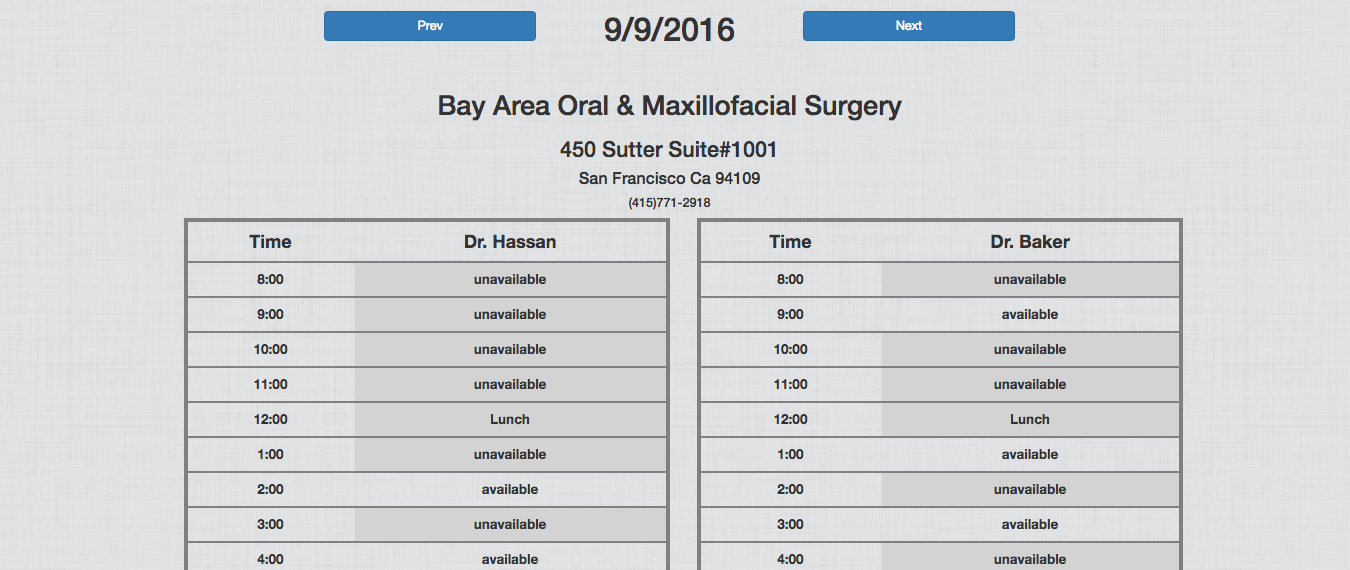 Prev 9/9/2016 Next
Bay Area Oral & Maxillofacial Surgery
450 Sutter Suite#1001
San Francisco Ca 94109
(415)771-2918
Time Dr. Hassan
8:00 unavailable
9:00 unavailable
10:00 unavailable
11:00 unavailable
12:00 Lunch
1:00 unavailable
2:00 available
3:00 unavailable
4:00 available
Time Dr. Baker
8:00 unavailable
9:00 available
10:00 unavailable
11:00 unavailable
12:00 Lunch
1:00 available
2:00 unavailable
3:00 available
4:00 unavailable